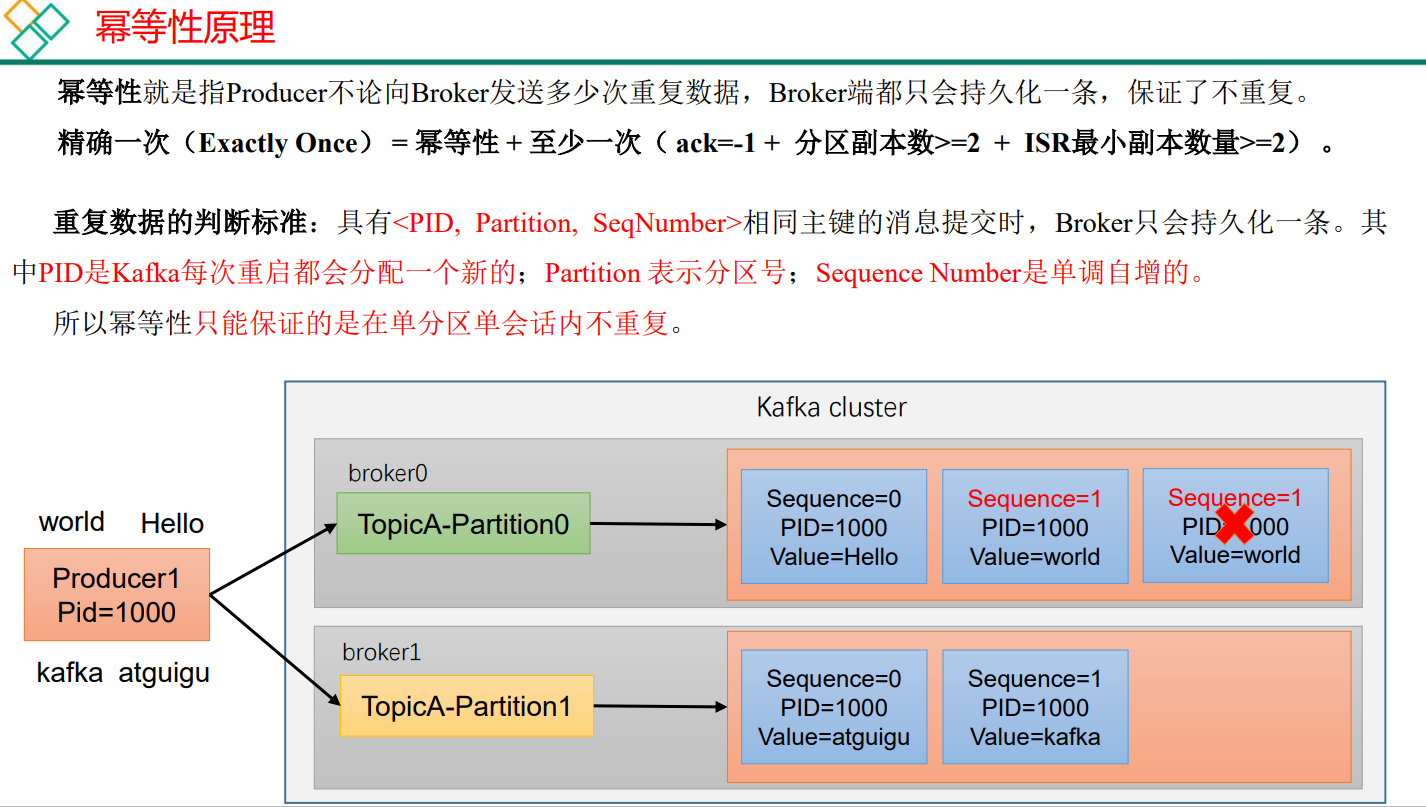 幂等性原理
幂等性就是指Producer不论向Broker发送多少次重复数据，Broker端都只会持久化一条，保证了不重复。
精确一次（Exactly Once） = 幂等性 + 至少一次（ ack=-1 + 分区副本数>=2 + ISR最小副本数量>=2） 。
重复数据的判断标准：具有<PID, Partition, SeqNumber>相同主键的消息提交时，Broker只会持久化一条。其
中PID是Kafka每次重启都会分配一个新的；Partition 表示分区号；Sequence Number是单调自增的。
所以幂等性只能保证的是在单分区单会话内不重复。
Kafka cluster
world Hello
Producer1
Pid=1000
kafka atguigu
broker0
TopicA-Partition0
Sequence=0
PID=1000
Value=Hello
Sequence=1
PID=1000
Value=world
Sequence=1
PID=1000
Value=world
broker1
TopicA-Partition1
Sequence=0
PID=1000
Value=atguigu
Sequence=1
PID=1000
Value=kafka